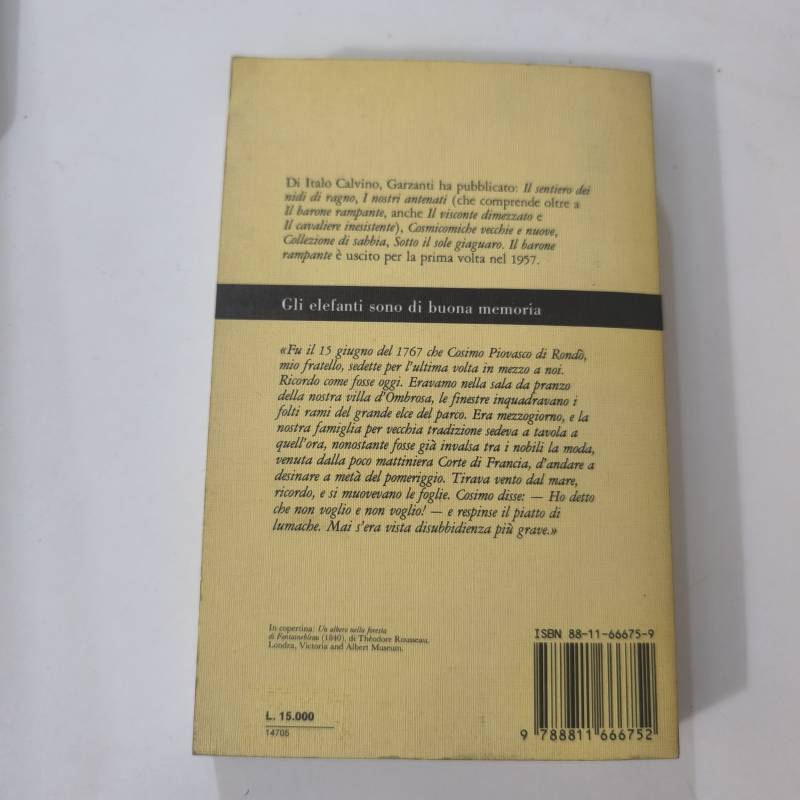 Di Italo Calvino, Garzanti ha pubblicato: Il sentiero dei
nidi di ragno, I nostri antenati (che comprende oltre a
Il barone rampante, anche Il visconte dimezzato e
Il cavaliere inesistente), Cosmicomiche vecchie e nuove,
Collezione di sabbia, Sotto il sole giaguaro. Il barone
rampante è uscito per la prima volta nel 1957.
Gli elefanti sono di buona memoria
«Fu il 15 giugno del 1767 che Cosimo Piovasco di Rondò,
mio fratello, sedette per l'ultima volta in mezzo a noi.
Ricordo come fosse oggi. Eravamo nella sala da pranzo
della nostra villa d'Ombrosa, le finestre inquadravano i
folti rami del grande elce del parco. Era mezzogiorno, e la
nostra famiglia per vecchia tradizione sedeva a tavola a
quell'ora, nonostante fosse già invalsa tra i nobili la moda,
venuta dalla poco mattiniera Corte di Francia, d'andare a
desinare a metà del pomeriggio. Tirava vento dal mare,
ricordo, e si muovevano le foglie. Cosimo disse: — Ho detto
che non voglio e non voglio! — e respinse il piatto di
lumache. Mai s'era vista disubbidienza più grave.»
In copertina: Un albero nella foresta
di Fontainebleau (1840), di Théodore Rousseau.
Londra, Victoria and Albert Museum.
ISBN 88-11-66675-9
L. 15.000
14705
9 788811 666752